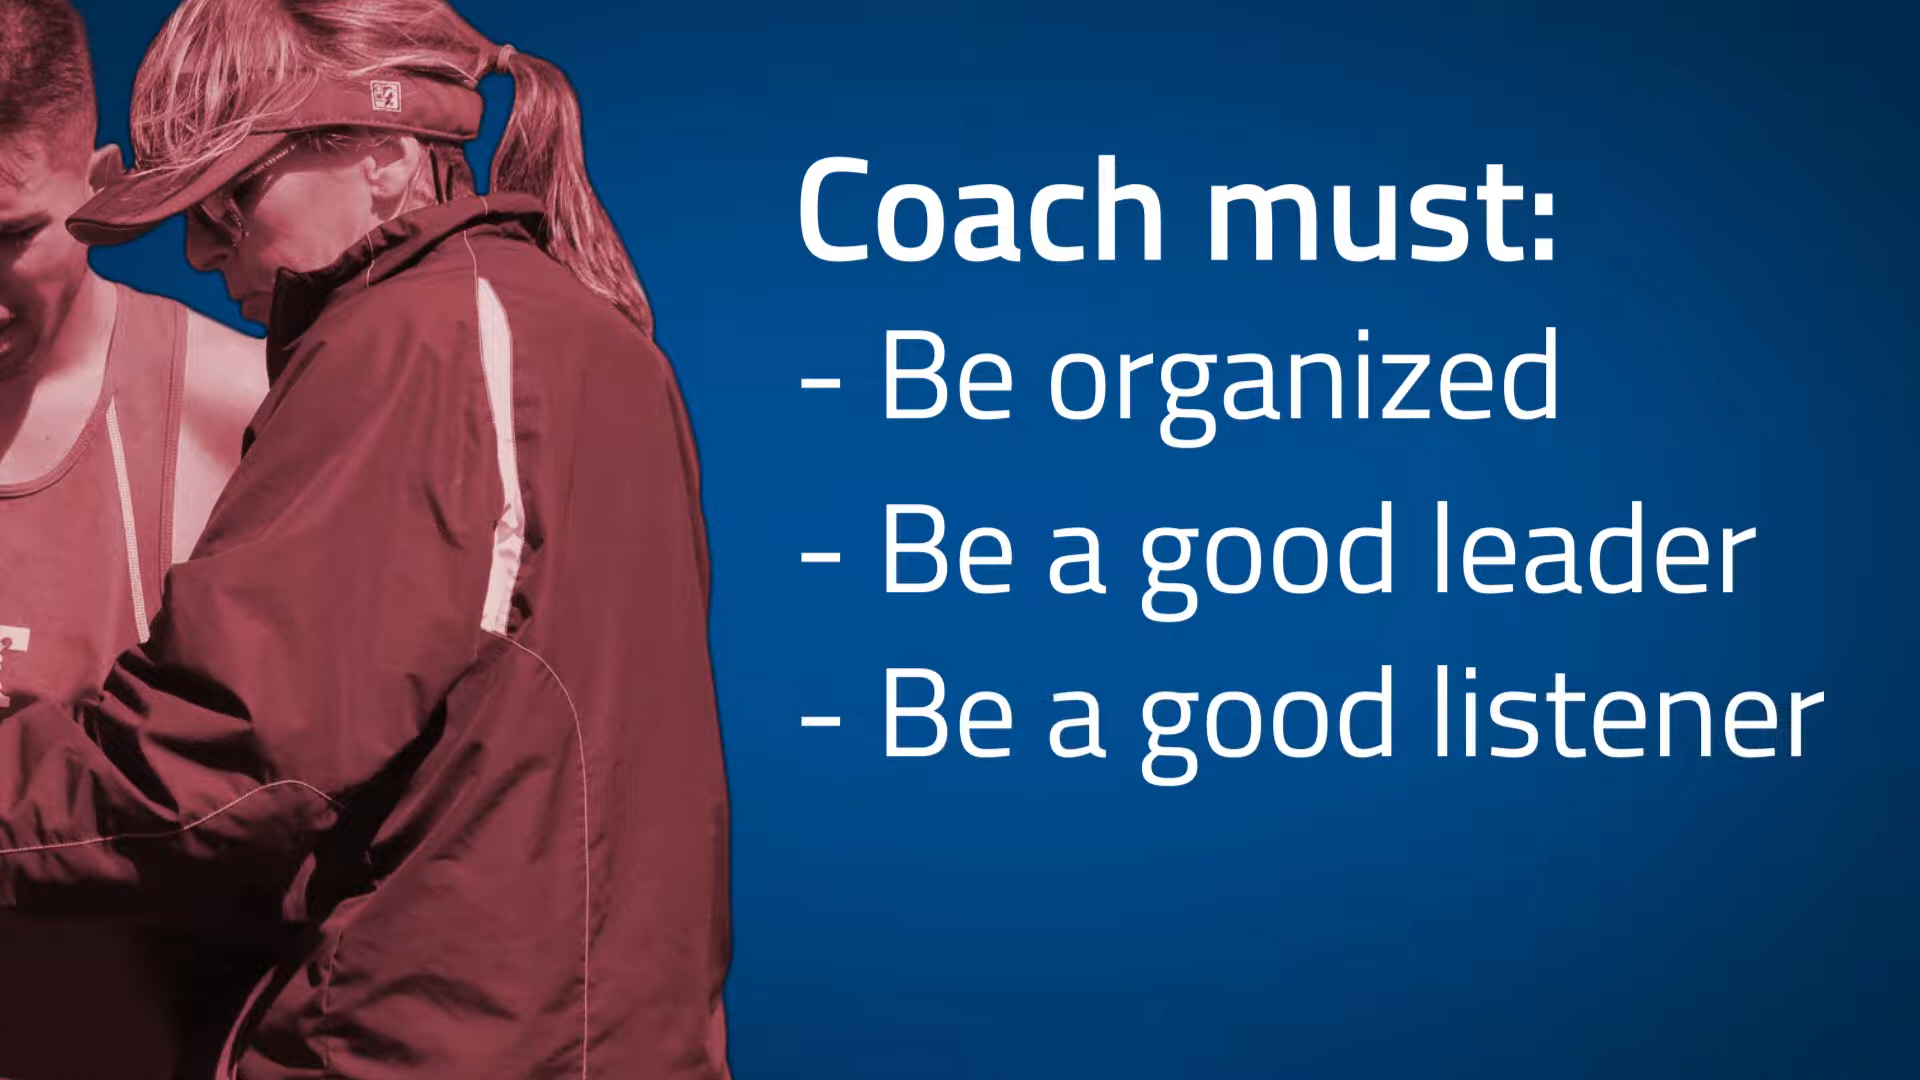 Coach must:
- Be organized
- Be a good leader
- Be a good listener